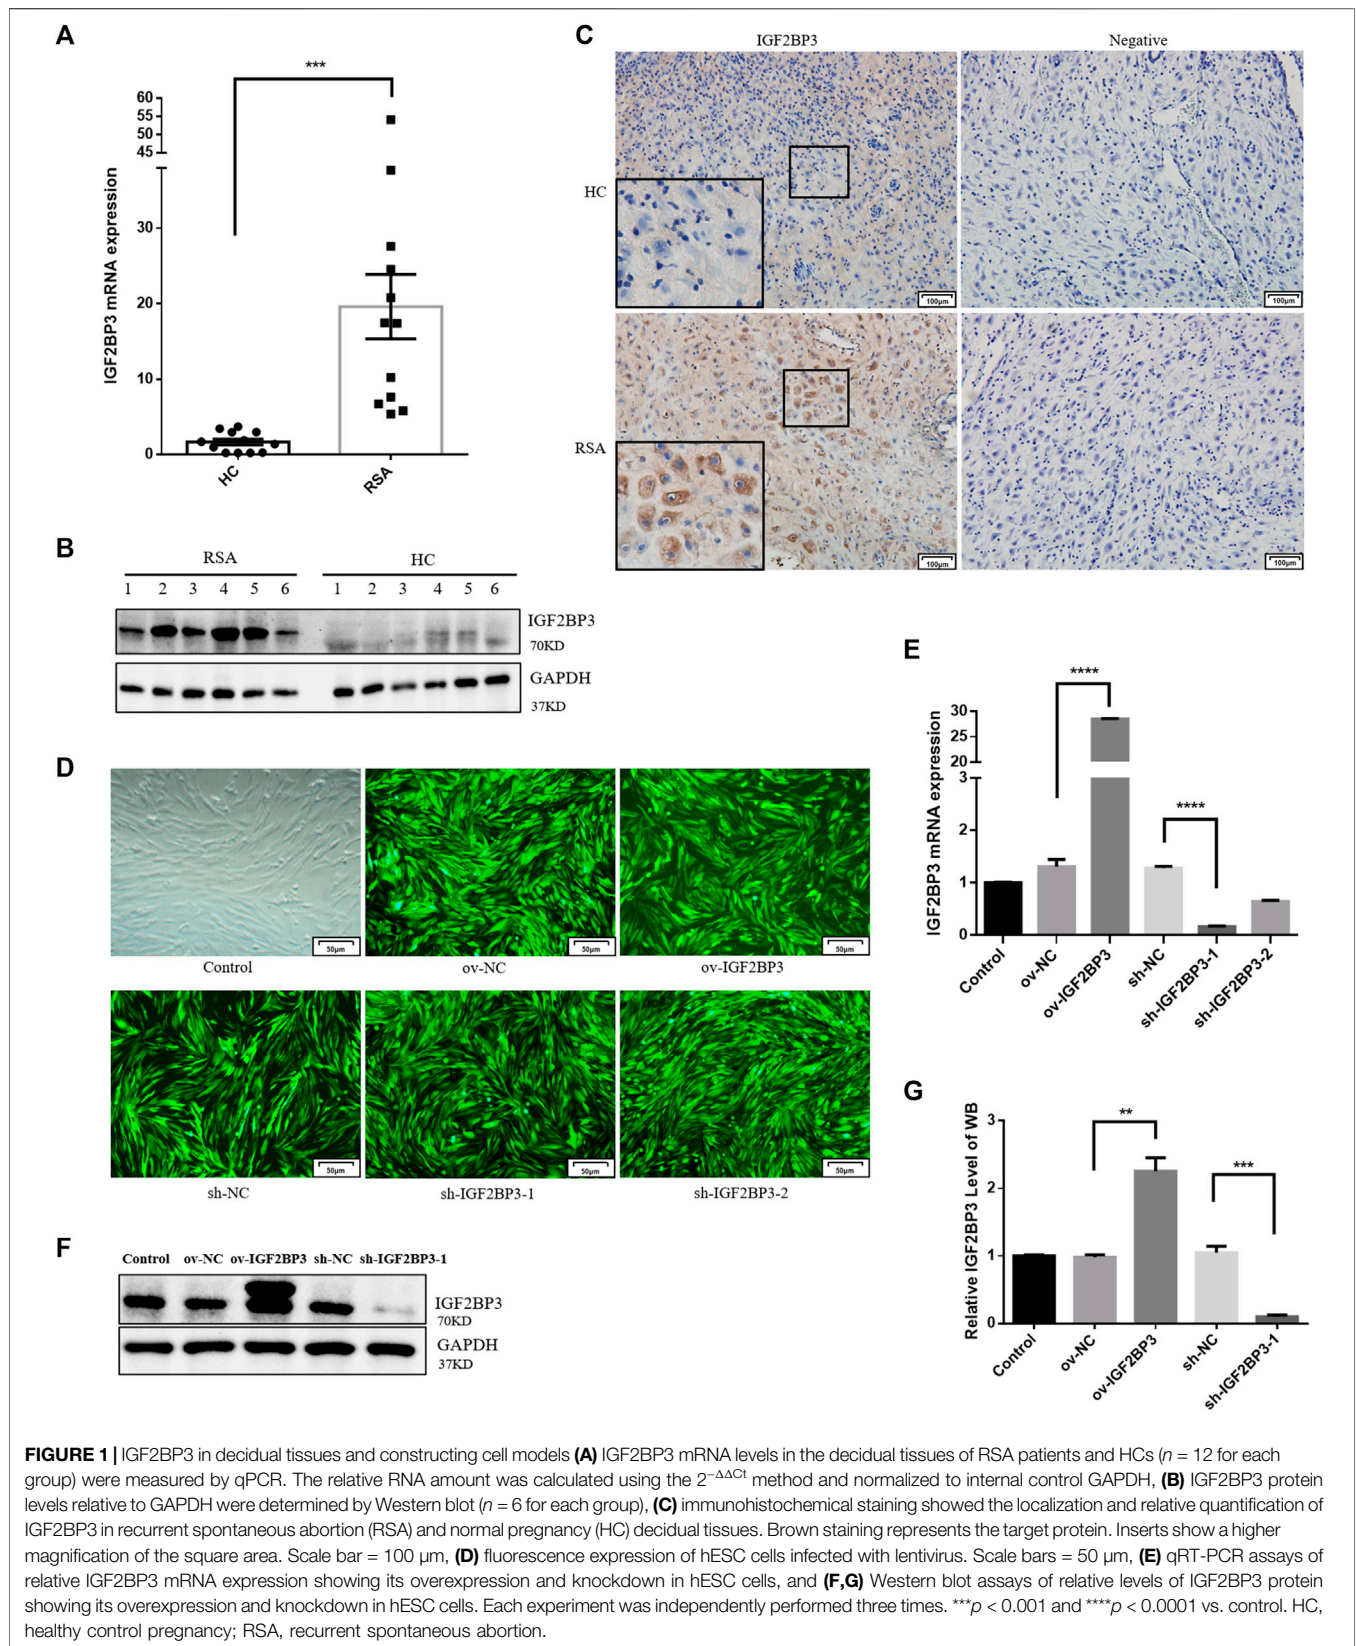 A
***
60
55
50
45
30
20
10
0
IGF2BP3 mRNA expression
HC
RSA
B
RSA
HC
1 2 3 4 5 6 1 2 3 4 5 6
IGF2BP3
70KD
GAPDH
37KD
C
IGF2BP3
Negative
HC
100μm
100μm
RSA
100μm
100μm
D
50μm
50μm
50μm
Control
ov-NC
ov-IGF2BP3
50μm
50μm
50μm
sh-NC
sh-IGF2BP3-1
sh-IGF2BP3-2
E
****
****
30
25
20
3
2
1
0
IGF2BP3 mRNA expression
Control
ov-NC
ov-IGF2BP3
sh-NC
sh-IGF2BP3-1
sh-IGF2BP3-2
F
Control ov-NC ov-IGF2BP3 sh-NC sh-IGF2BP3-1
IGF2BP3
70KD
GAPDH
37KD
G
**
***
3
2
1
0
Relative IGF2BP3 Level of WB
Control
ov-NC
ov-IGF2BP3
sh-NC
sh-IGF2BP3-1
FIGURE 1 | IGF2BP3 in decidual tissues and constructing cell models (A) IGF2BP3 mRNA levels in the decidual tissues of RSA patients and HCs (n = 12 for each
group) were measured by qPCR. The relative RNA amount was calculated using the 2−ΔΔCt method and normalized to internal control GAPDH, (B) IGF2BP3 protein
levels relative to GAPDH were determined by Western blot (n = 6 for each group), (C) immunohistochemical staining showed the localization and relative quantification of
IGF2BP3 in recurrent spontaneous abortion (RSA) and normal pregnancy (HC) decidual tissues. Brown staining represents the target protein. Inserts show a higher
magnification of the square area. Scale bar = 100 μm, (D) fluorescence expression of hESC cells infected with lentivirus. Scale bars = 50 μm, (E) qRT-PCR assays of
relative IGF2BP3 mRNA expression showing its overexpression and knockdown in hESC cells, and (F,G) Western blot assays of relative levels of IGF2BP3 protein
showing its overexpression and knockdown in hESC cells. Each experiment was independently performed three times. ***p < 0.001 and ****p < 0.0001 vs. control. HC,
healthy control pregnancy; RSA, recurrent spontaneous abortion.